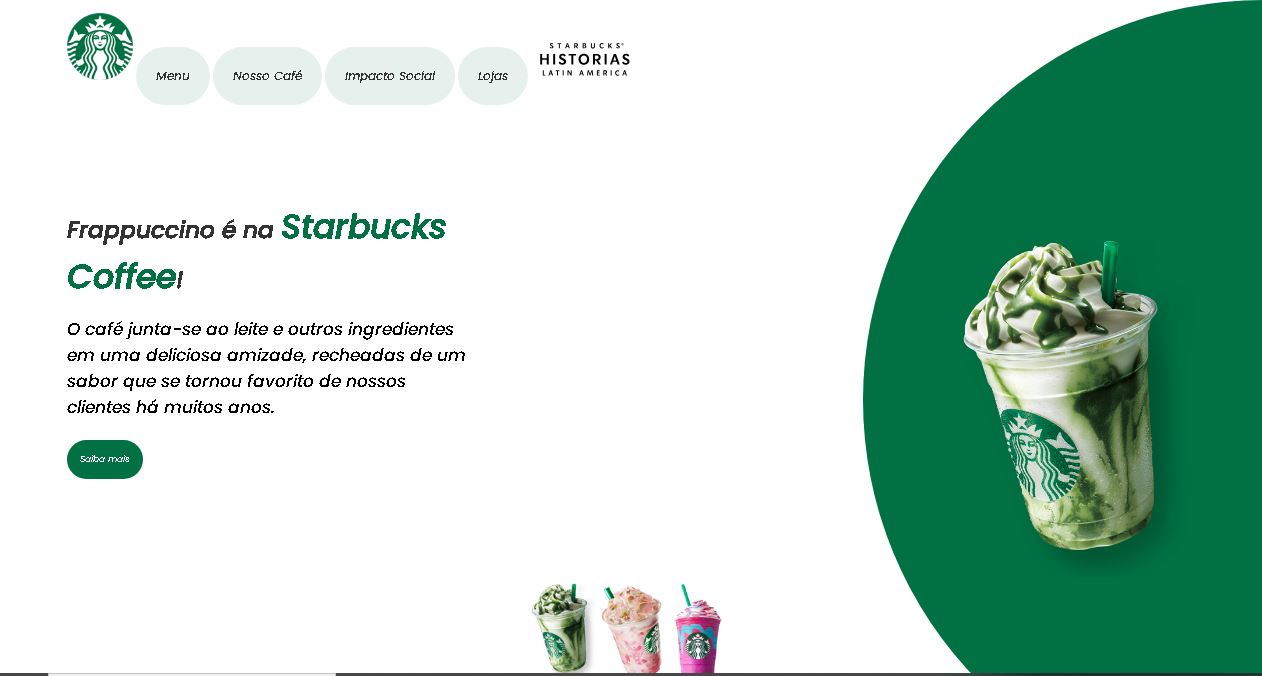 STARBUCKS®
HISTORIAS
LATIN AMERICA
Menu
Nosso Café
Impacto Social
Lojas
Frappuccino é na Starbucks
Coffee!
O café junta-se ao leite e outros ingredientes
em uma deliciosa amizade, recheadas de um
sabor que se tornou favorito de nossos
clientes há muitos anos.
Saiba mais